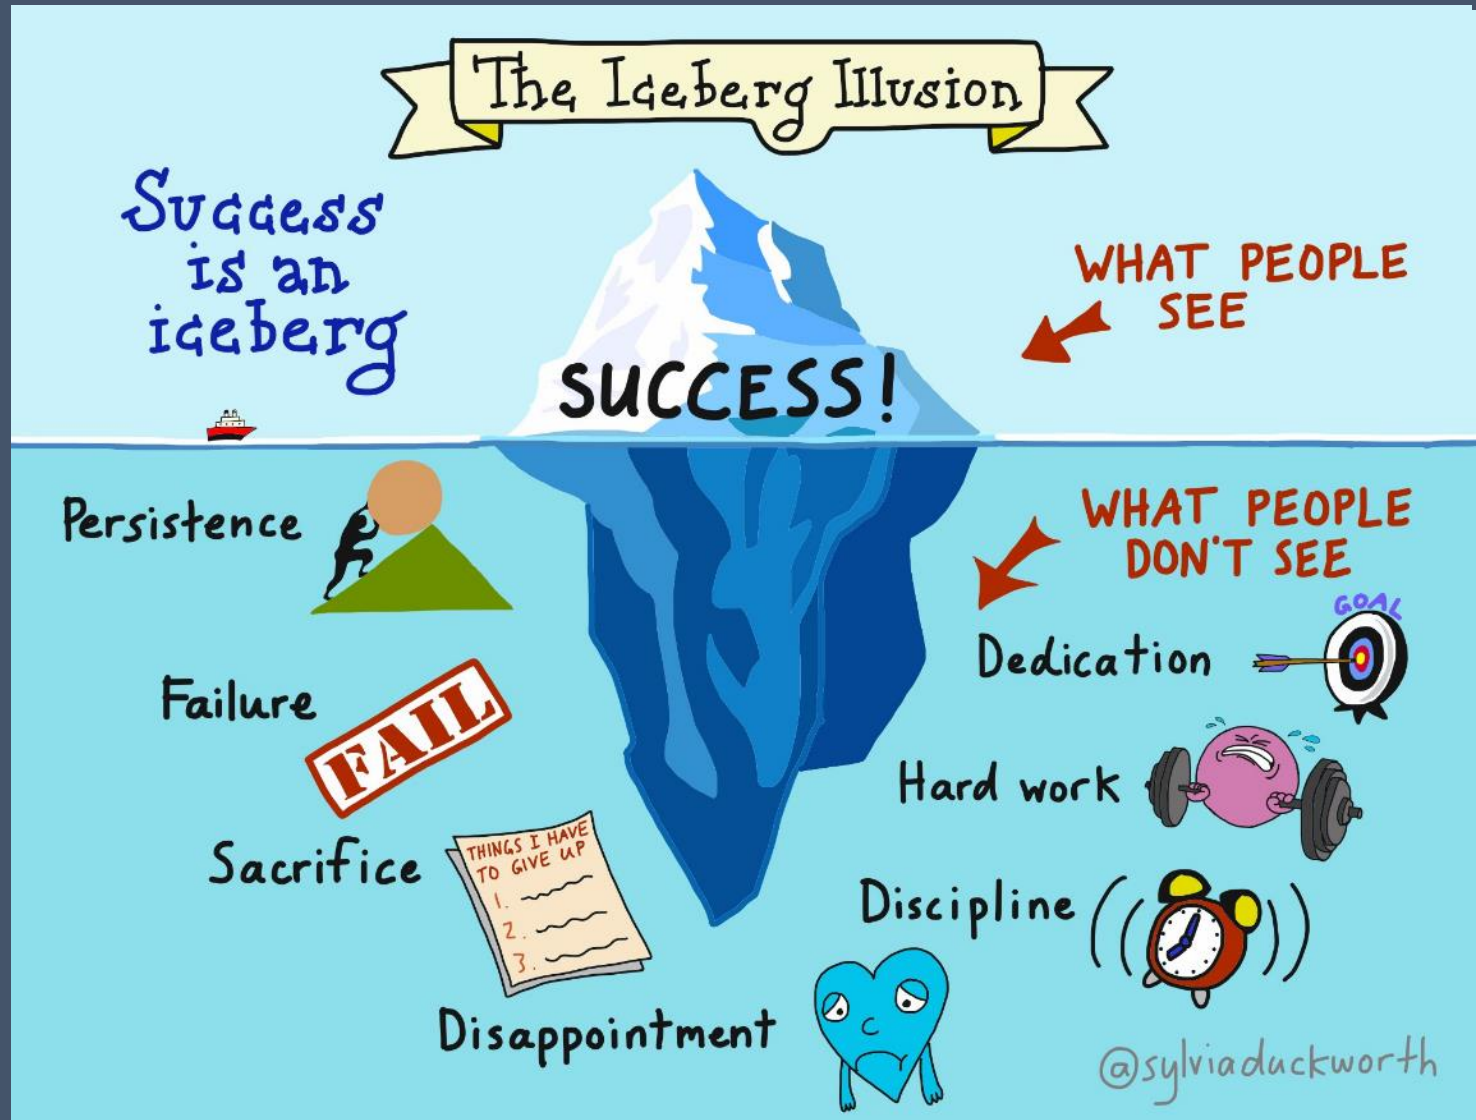 The Iceberg Illusion
Success
is an
iceberg
WHAT PEOPLE
SEE
SUCCESS!
Persistence
WHAT PEOPLE
DON'T SEE
GOAL
Dedication
Failure
FAIL
Hard work
Sacrifice
THINGS I HAVE
TO GIVE UP
1.
2.
3.
Discipline
Disappointment
@sylviaduckworth